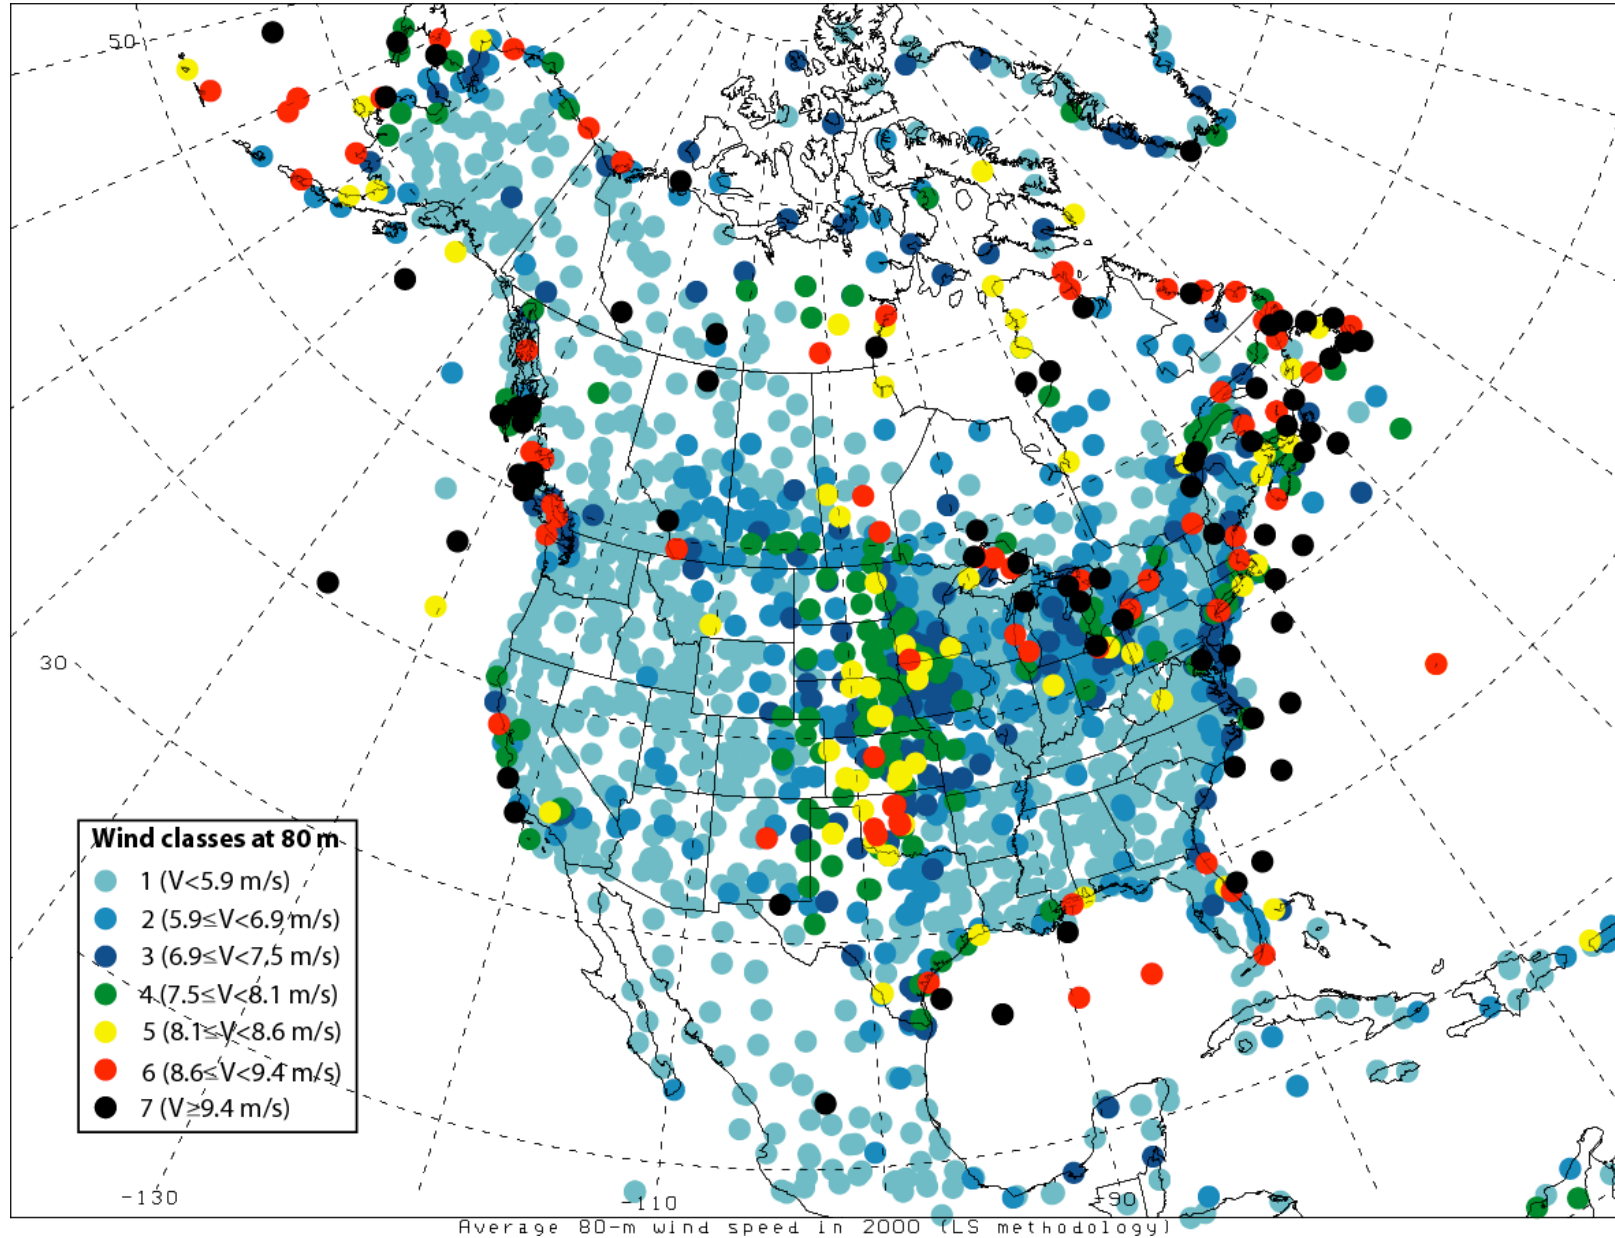 50
30
Wind classes at 80 m
1 (V<5.9 m/s)
2 (5.9≤V<6.9 m/s)
3 (6.9≤V<7.5 m/s)
4 (7.5≤V<8.1 m/s)
5 (8.1≤V<8.6 m/s)
6 (8.6≤V<9.4 m/s)
7 (V≥9.4 m/s)
-130
-110
-90
Average 80-m wind speed in 2000 (LS methodology)